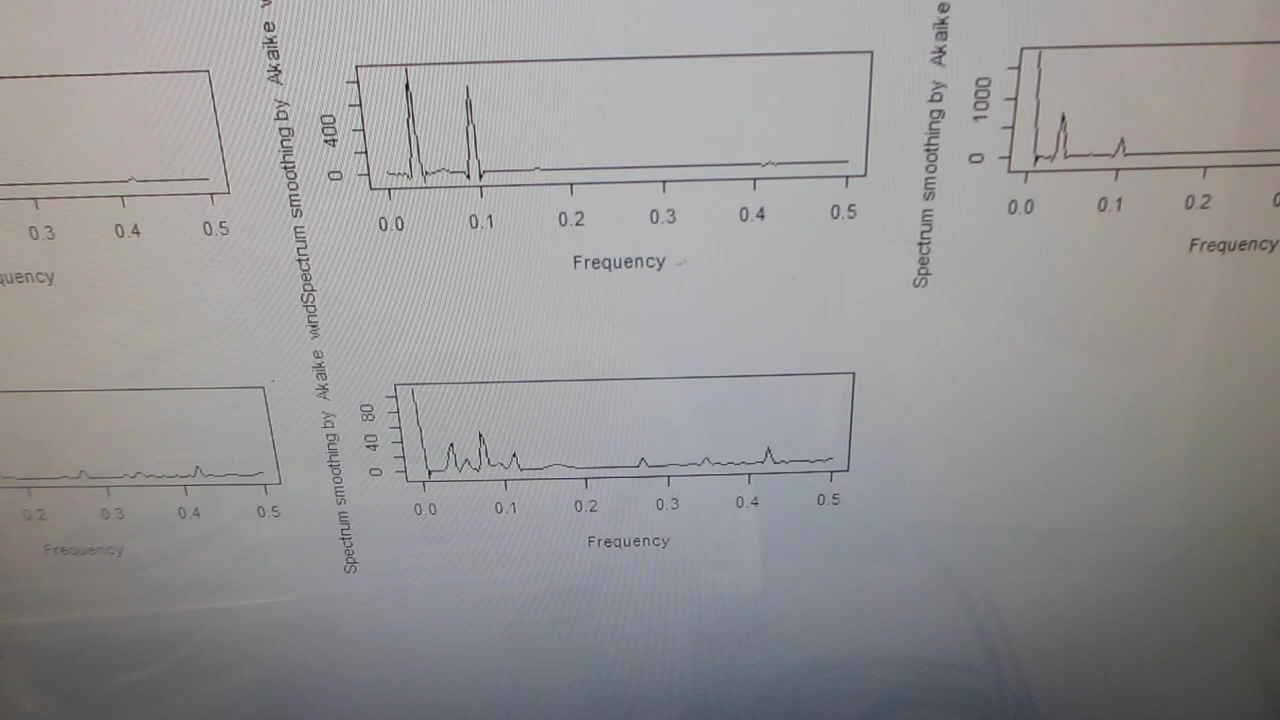 Spectrum smoothing by Akaike
400
0
0.0 0.1 0.2 0.3 0.4 0.5
Frequency
Spectrum smoothing by Akaike
1000
0
0.0 0.1 0.2
Frequency
0.3 0.4 0.5
quency
Spectrum smoothing by Akaike wind
80
40
0
0.0 0.1 0.2 0.3 0.4 0.5
Frequency
0.2 0.3 0.4 0.5
Frequency